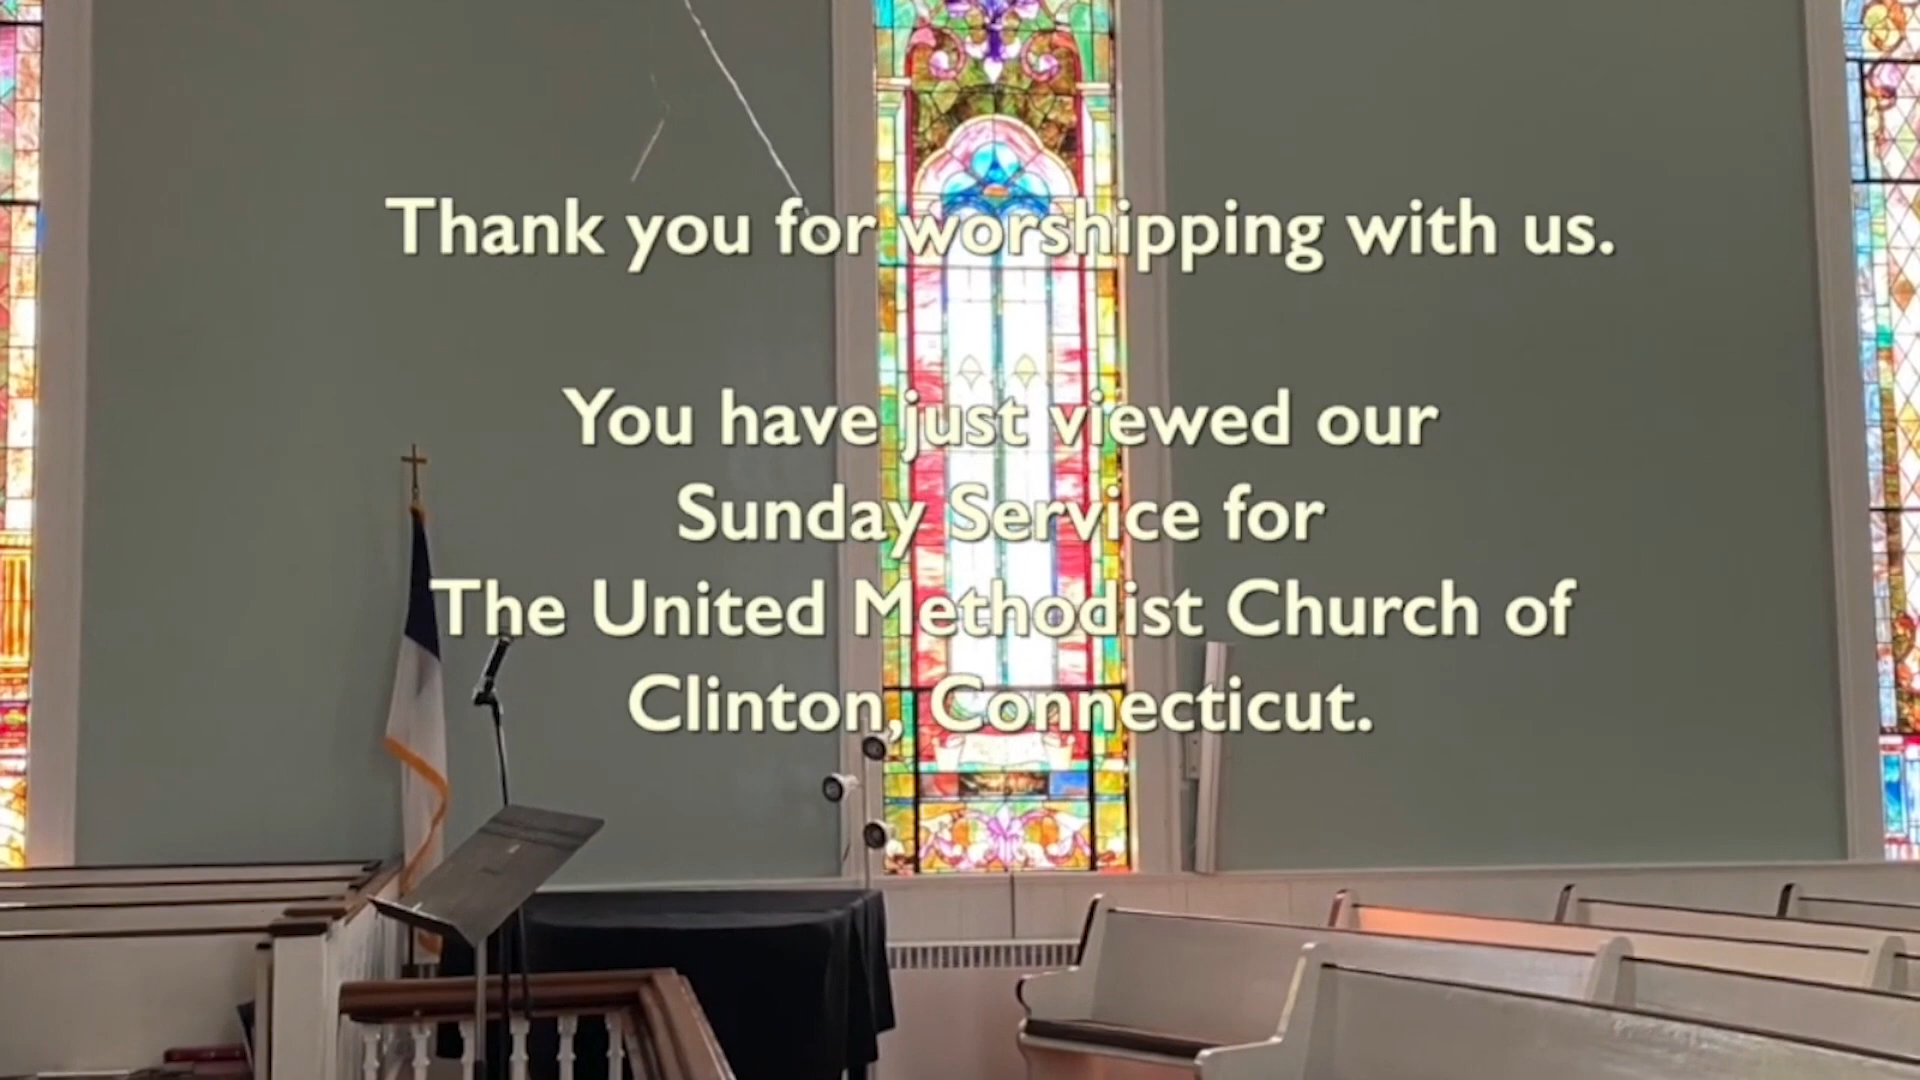 Thank you for worshipping with us.
You have just viewed our
Sunday Service for
The United Methodist Church of
Clinton, Connecticut.